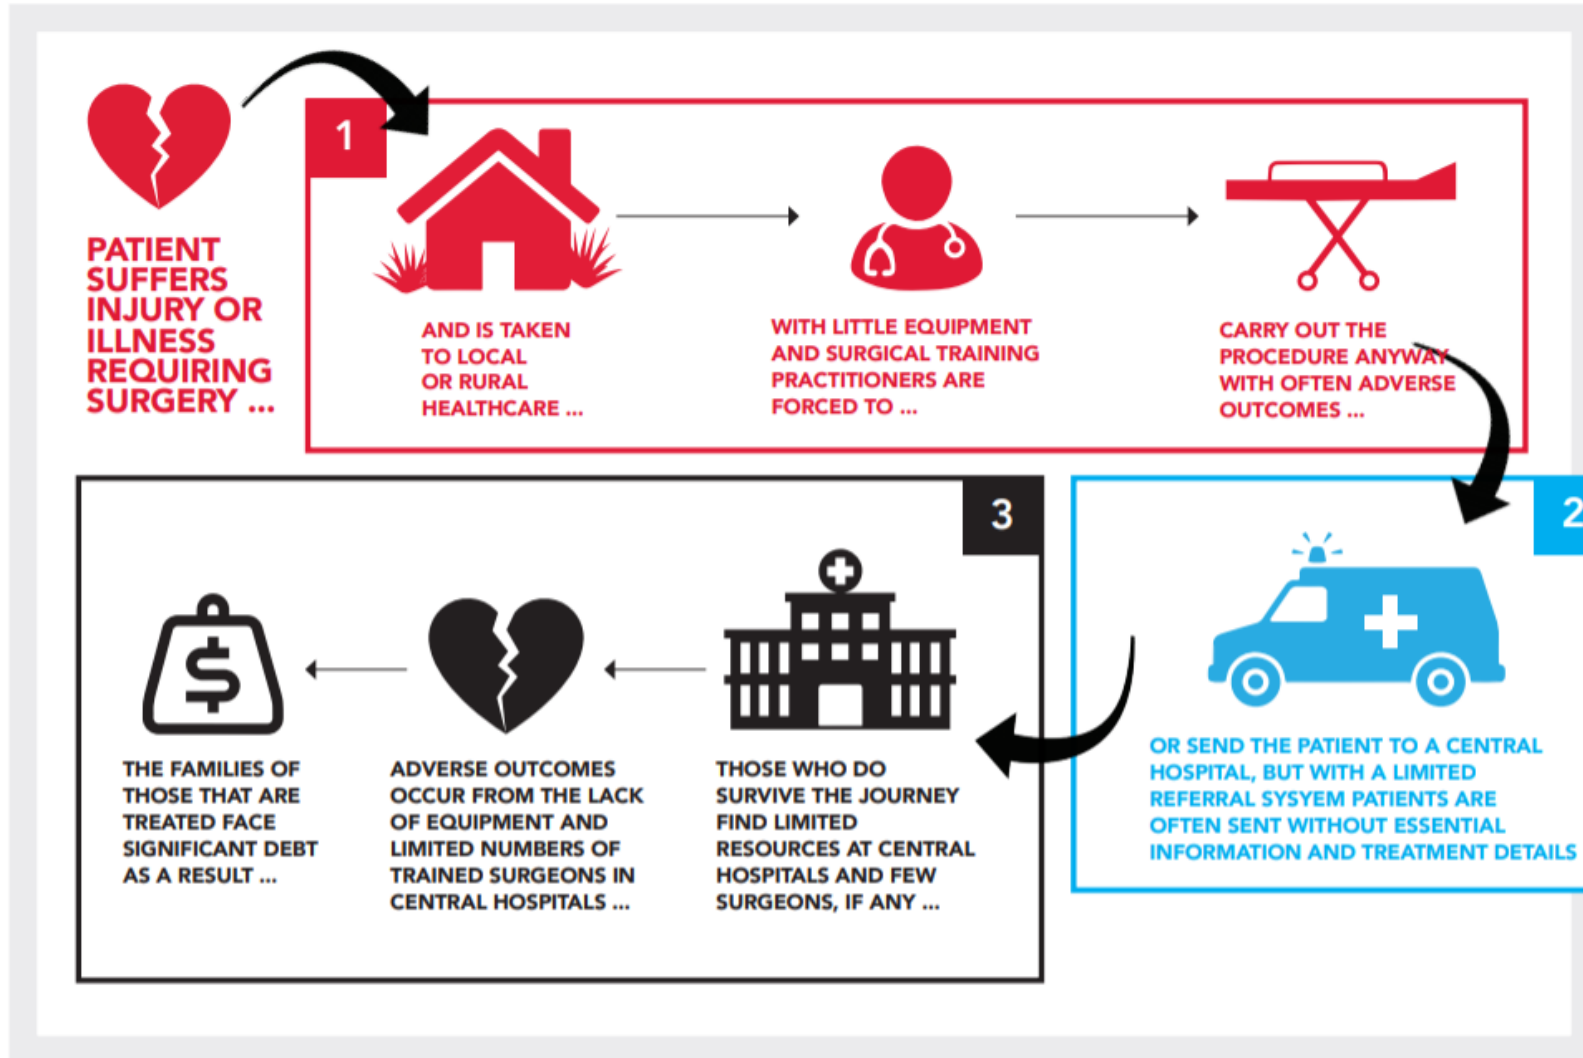 PATIENT
SUFFERS
INJURY OR
ILLNESS
REQUIRING
SURGERY ...
1
AND IS TAKEN
TO LOCAL
OR RURAL
HEALTHCARE ...
WITH LITTLE EQUIPMENT
AND SURGICAL TRAINING
PRACTITIONERS ARE
FORCED TO ...
CARRY OUT THE
PROCEDURE ANYWAY
WITH OFTEN ADVERSE
OUTCOMES ...
2
OR SEND THE PATIENT TO A CENTRAL
HOSPITAL, BUT WITH A LIMITED
REFERRAL SYSYEM PATIENTS ARE
OFTEN SENT WITHOUT ESSENTIAL
INFORMATION AND TREATMENT DETAILS
3
THOSE WHO DO
SURVIVE THE JOURNEY
FIND LIMITED
RESOURCES AT CENTRAL
HOSPITALS AND FEW
SURGEONS, IF ANY ...
ADVERSE OUTCOMES
OCCUR FROM THE LACK
OF EQUIPMENT AND
LIMITED NUMBERS OF
TRAINED SURGEONS IN
CENTRAL HOSPITALS ...
$
THE FAMILIES OF
THOSE THAT ARE
TREATED FACE
SIGNIFICANT DEBT
AS A RESULT ...